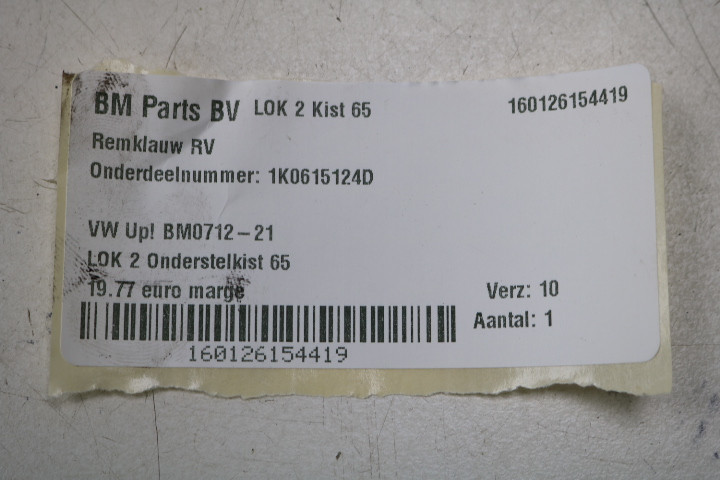 BM Parts BV LOK 2 Kist 65 160126154419
Remklauw RV
Onderdeelnummer: 1K0615124D
VW Up! BM0712-21
LOK 2 Onderstelkist 65
19.77 euro marge Verz: 10
Aantal: 1
160126154419